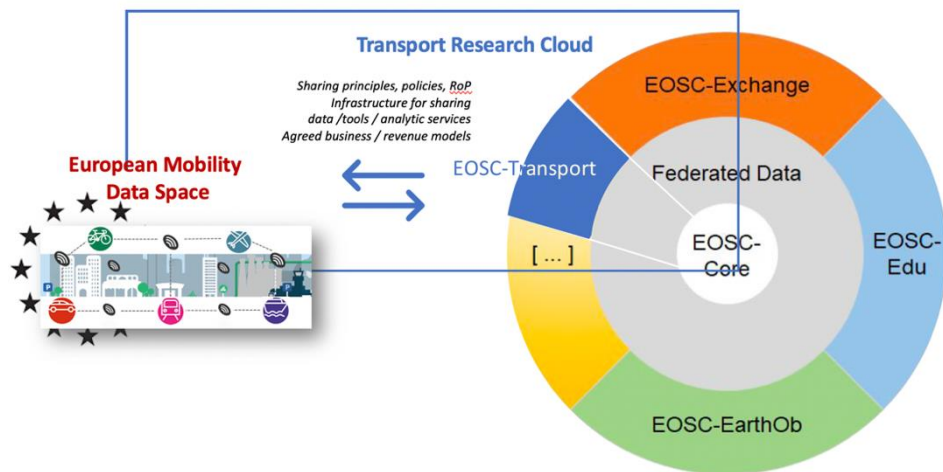 Transport Research Cloud
Sharing principles, policies, RoP
Infrastructure for sharing
data /tools / analytic services
Agreed business / revenue models
European Mobility
Data Space
P
P
EOSC-Exchange
EOSC-Transport
Federated Data
EOSC-
Core
EOSC-
Edu
[ ... ]
EOSC-EarthOb